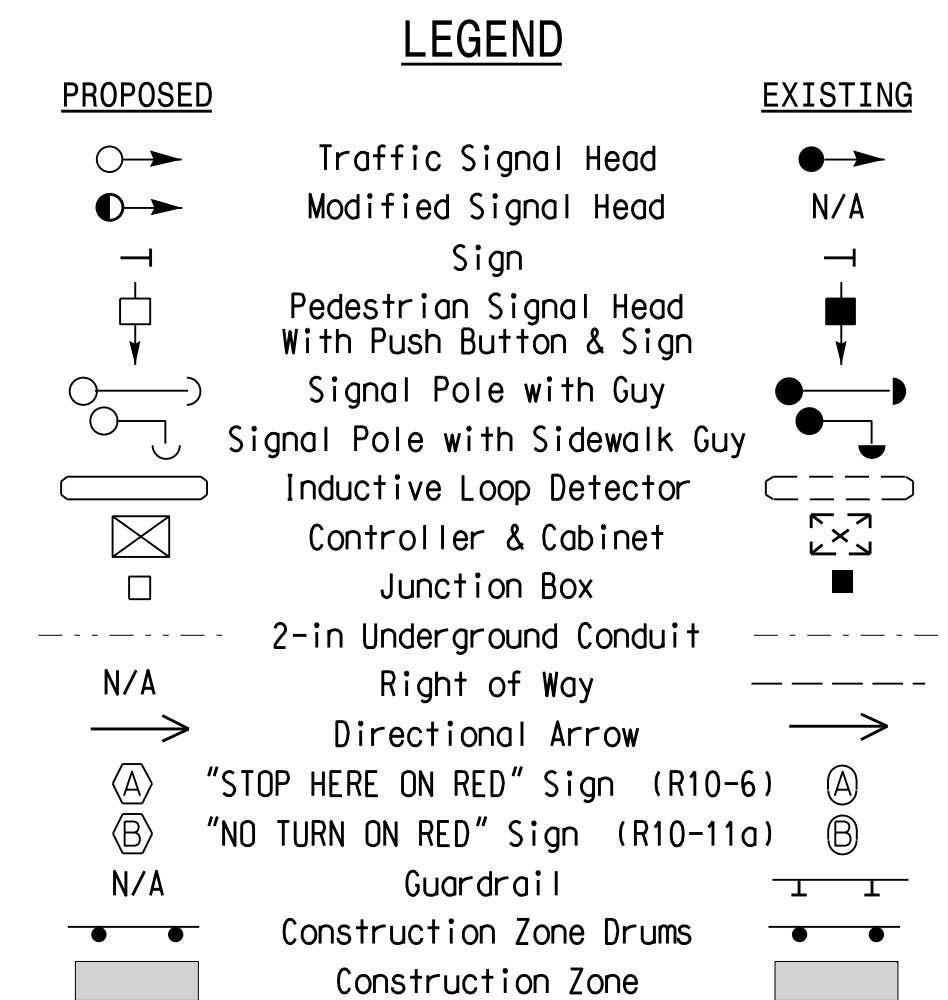 LEGEND
PROPOSED EXISTING
Traffic Signal Head
Modified Signal Head N/A
Sign
Pedestrian Signal Head
With Push Button & Sign
Signal Pole with Guy
Signal Pole with Sidewalk Guy
Inductive Loop Detector
Controller & Cabinet
Junction Box
2-in Underground Conduit
N/A Right of Way
Directional Arrow
A "STOP HERE ON RED" Sign (R10-6) A
B "NO TURN ON RED" Sign (R10-11a) B
N/A Guardrail
Construction Zone Drums
Construction Zone